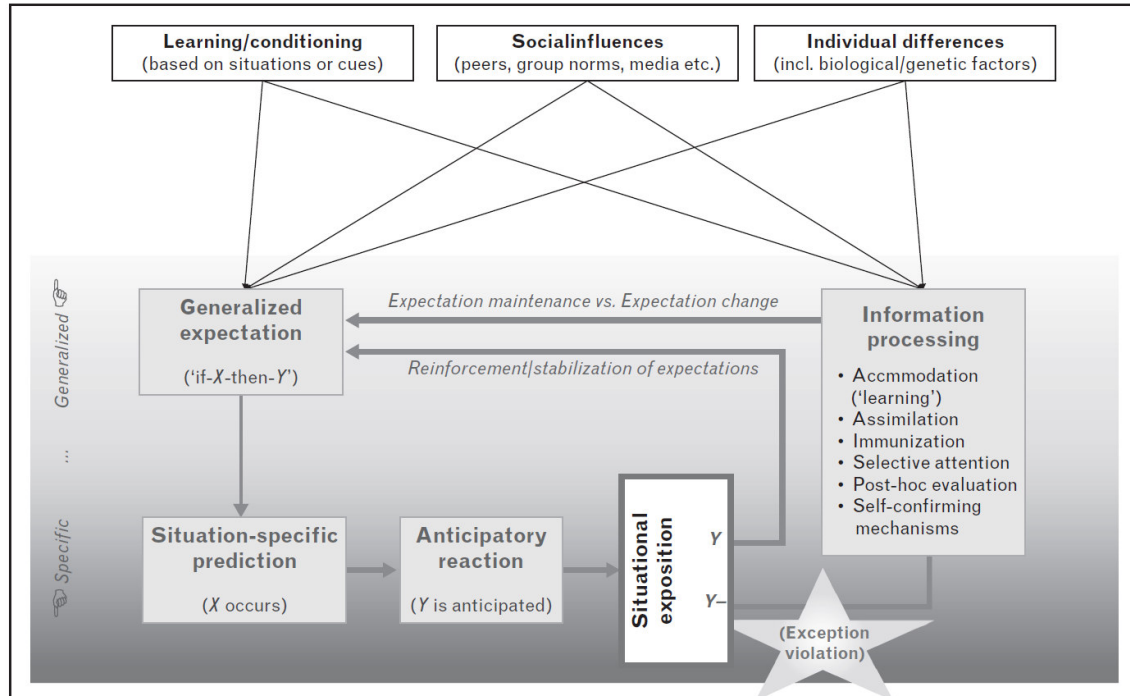 Learning/conditioning
(based on situations or cues)
Socialinfluences
(peers, group norms, media etc.)
Individual differences
(incl. biological/genetic factors)
Generalized
...
Specific
Generalized
expectation
(‘if-X-then-Y’)
Expectation maintenance vs. Expectation change
Reinforcement/stabilization of expectations
Information
processing
• Accmmodation
(‘learning’)
• Assimilation
• Immunization
• Selective attention
• Post-hoc evaluation
• Self-confirming
mechanisms
Situation-specific
prediction
(X occurs)
Anticipatory
reaction
(Y is anticipated)
Situational
exposition
Y
Y–
(Exception
violation)